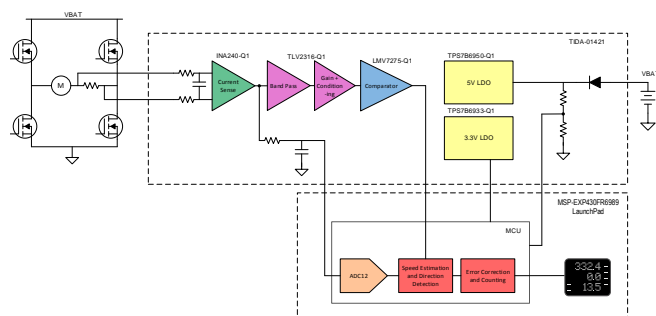 VBAT
TIDA-01421
INA240-Q1
TLV2316-Q1
LMV7275-Q1
TPS7B6950-Q1
M
Current
Sense
Band Pass
Gain +
Condition
-ing
Comparator
5V LDO
VBAT
TPS7B6933-Q1
3.3V LDO
MSP-EXP430FR6989
LaunchPad
MCU
ADC12
Speed Estimation
and Direction
Detection
Error Correction
and Counting
332.4
0.0
13.5